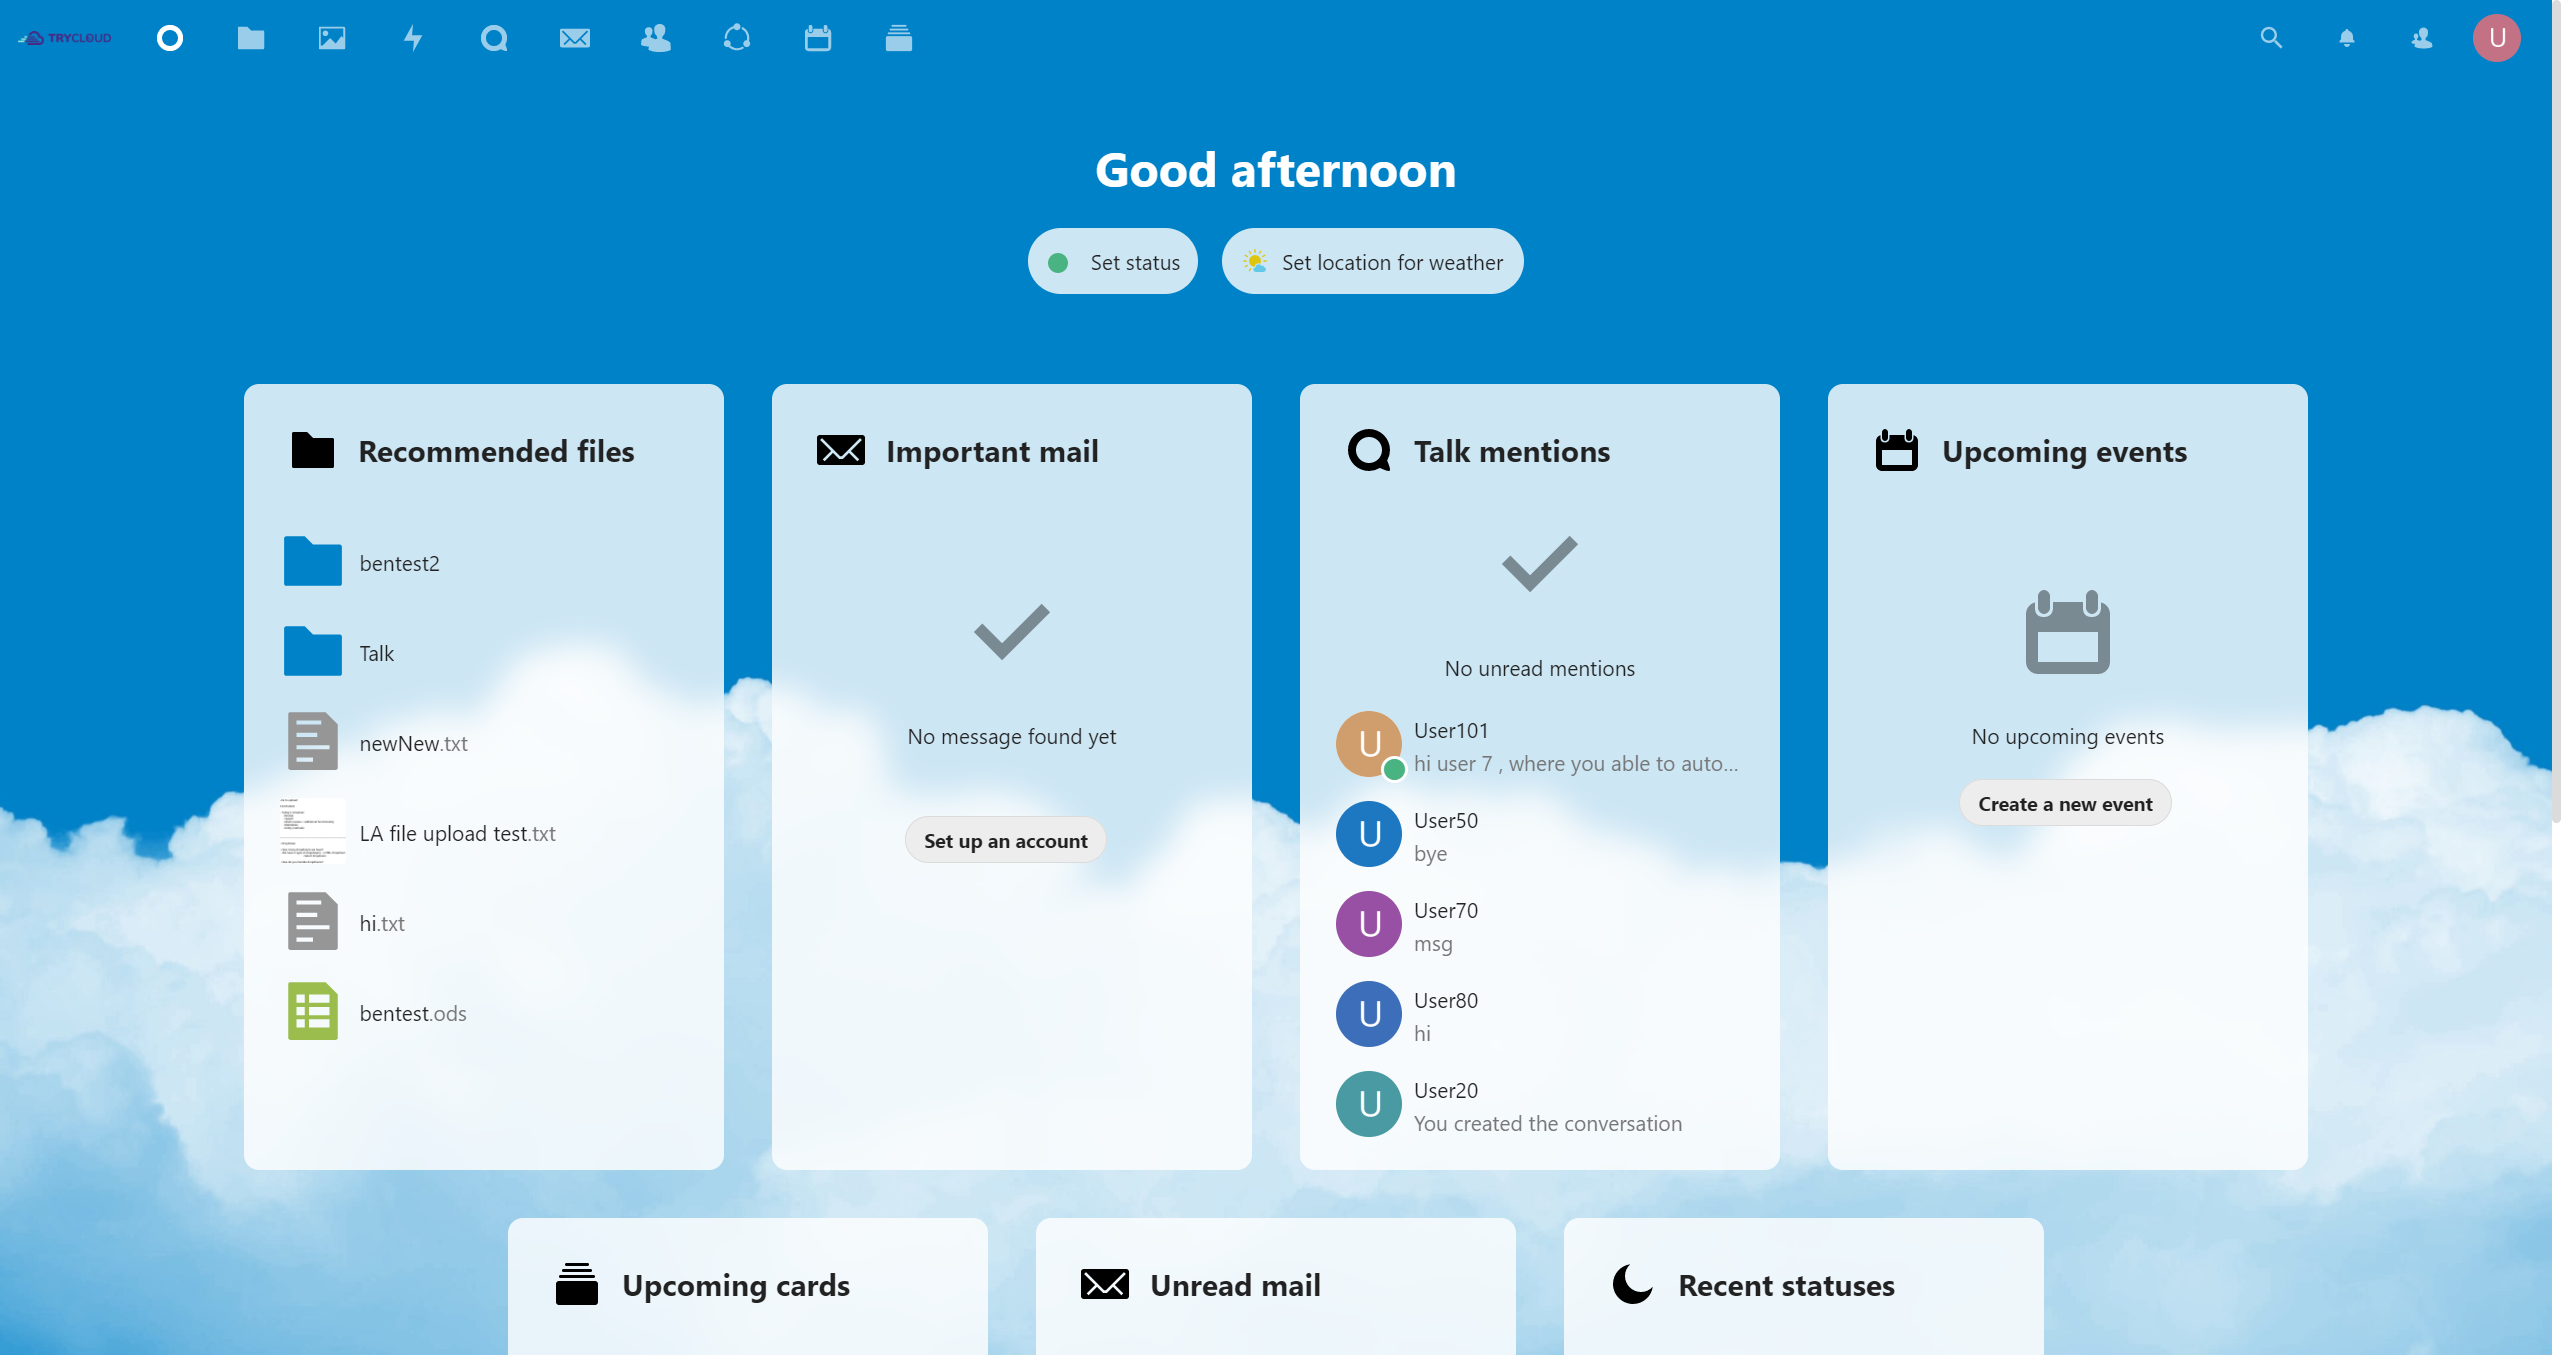 TRYCLOUD
U
Good afternoon
Set status
Set location for weather
Recommended files
bentest2
Talk
newNew.txt
LA file upload test.txt
hi.txt
bentest.ods
Important mail
No message found yet
Set up an account
Talk mentions
No unread mentions
U
User101
hi user 7 , where you able to auto...
U
User50
bye
U
User70
msg
U
User80
hi
U
User20
You created the conversation
Upcoming events
No upcoming events
Create a new event
Upcoming cards
Unread mail
Recent statuses